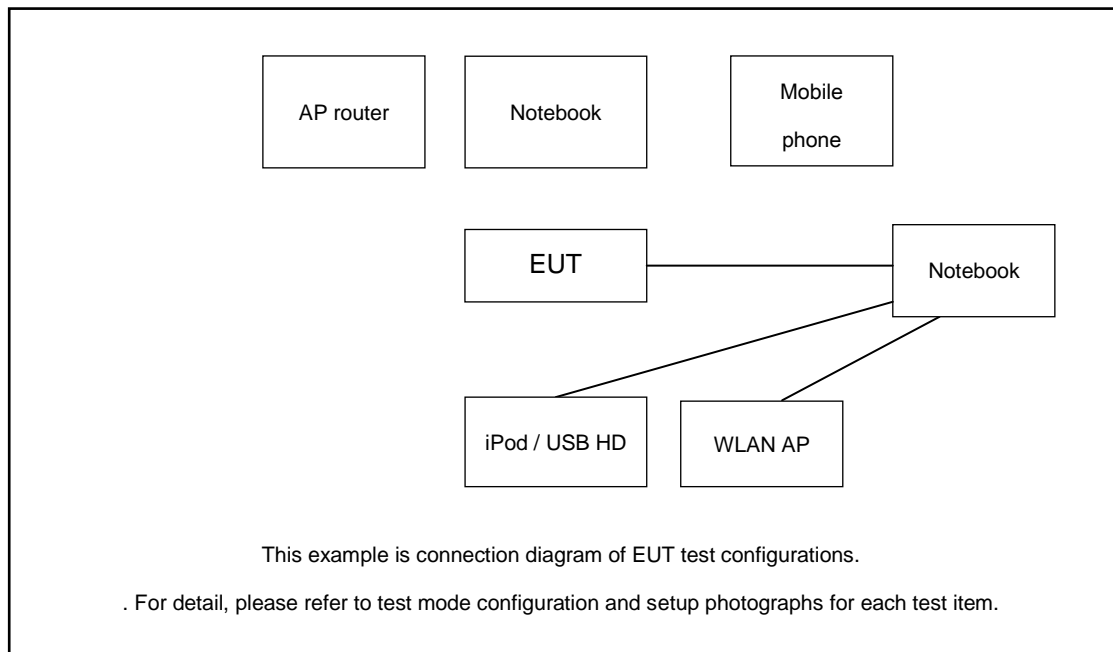 AP router
Notebook
Mobile
phone
EUT
Notebook
iPod / USB HD
WLAN AP
This example is connection diagram of EUT test configurations.
. For detail, please refer to test mode configuration and setup photographs for each test item.